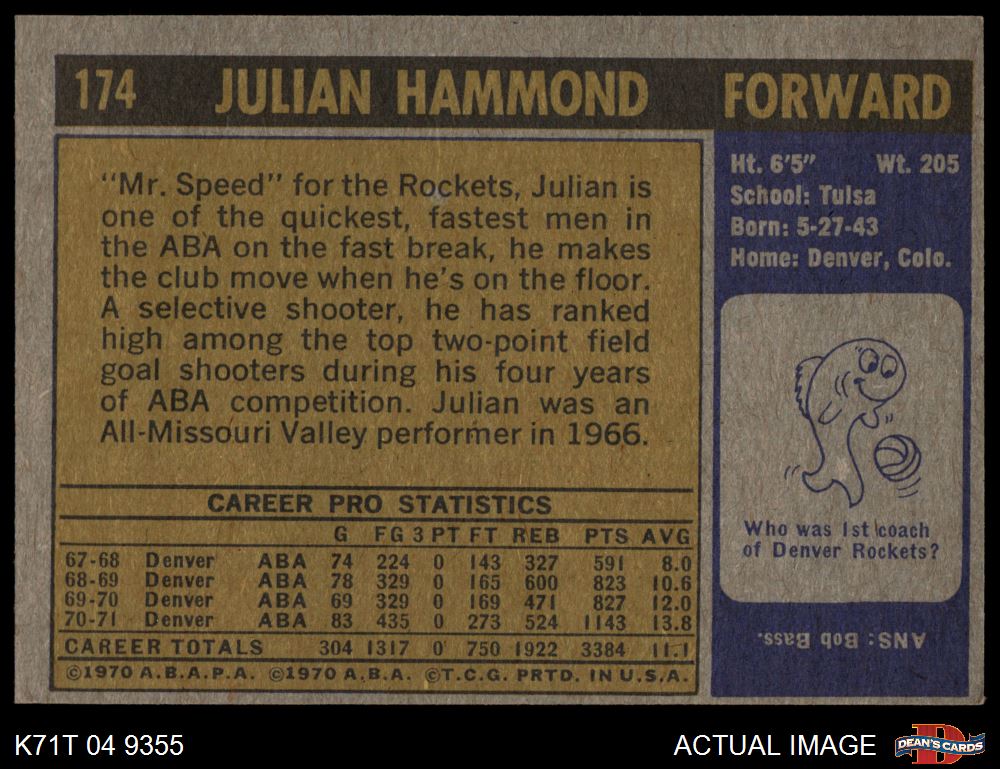 174 JULIAN HAMMOND FORWARD
"Mr. Speed" for the Rockets, Julian is
one of the quickest, fastest men in
the ABA on the fast break, he makes
the club move when he's on the floor.
A selective shooter, he has ranked
high among the top two-point field
goal shooters during his four years
of ABA competition. Julian was an
All-Missouri Valley performer in 1966.
Ht. 6'5" Wt. 205
School: Tulsa
Born: 5-27-43
Home: Denver, Colo.
Who was 1st coach
of Denver Rockets?
ANS: Bob Bass.
CAREER PRO STATISTICS
G FG 3 PT FT REB PTS AVG
67-68 Denver ABA 74 224 0 143 327 591 8.0
68-69 Denver ABA 78 329 0 165 600 823 10.6
69-70 Denver ABA 69 329 0 169 471 827 12.0
70-71 Denver ABA 83 435 0 273 524 1143 13.8
CAREER TOTALS 304 1317 0 750 1922 3384 11.1
©1970 A.B.A.P.A. ©1970 A.B.A. ©T.C.G. PRTD. IN U.S.A.
K71T 04 9355
ACTUAL IMAGE
D
DEAN'S CARDS